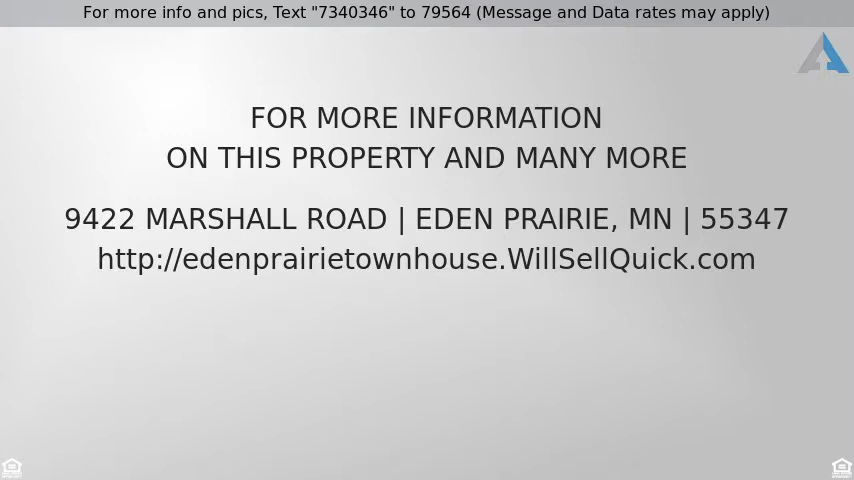 For more info and pics, Text "7340346" to 79564 (Message and Data rates may apply)
FOR MORE INFORMATION
ON THIS PROPERTY AND MANY MORE
9422 MARSHALL ROAD | EDEN PRAIRIE, MN | 55347
http://edenprairietownhouse.WillSellQuick.com